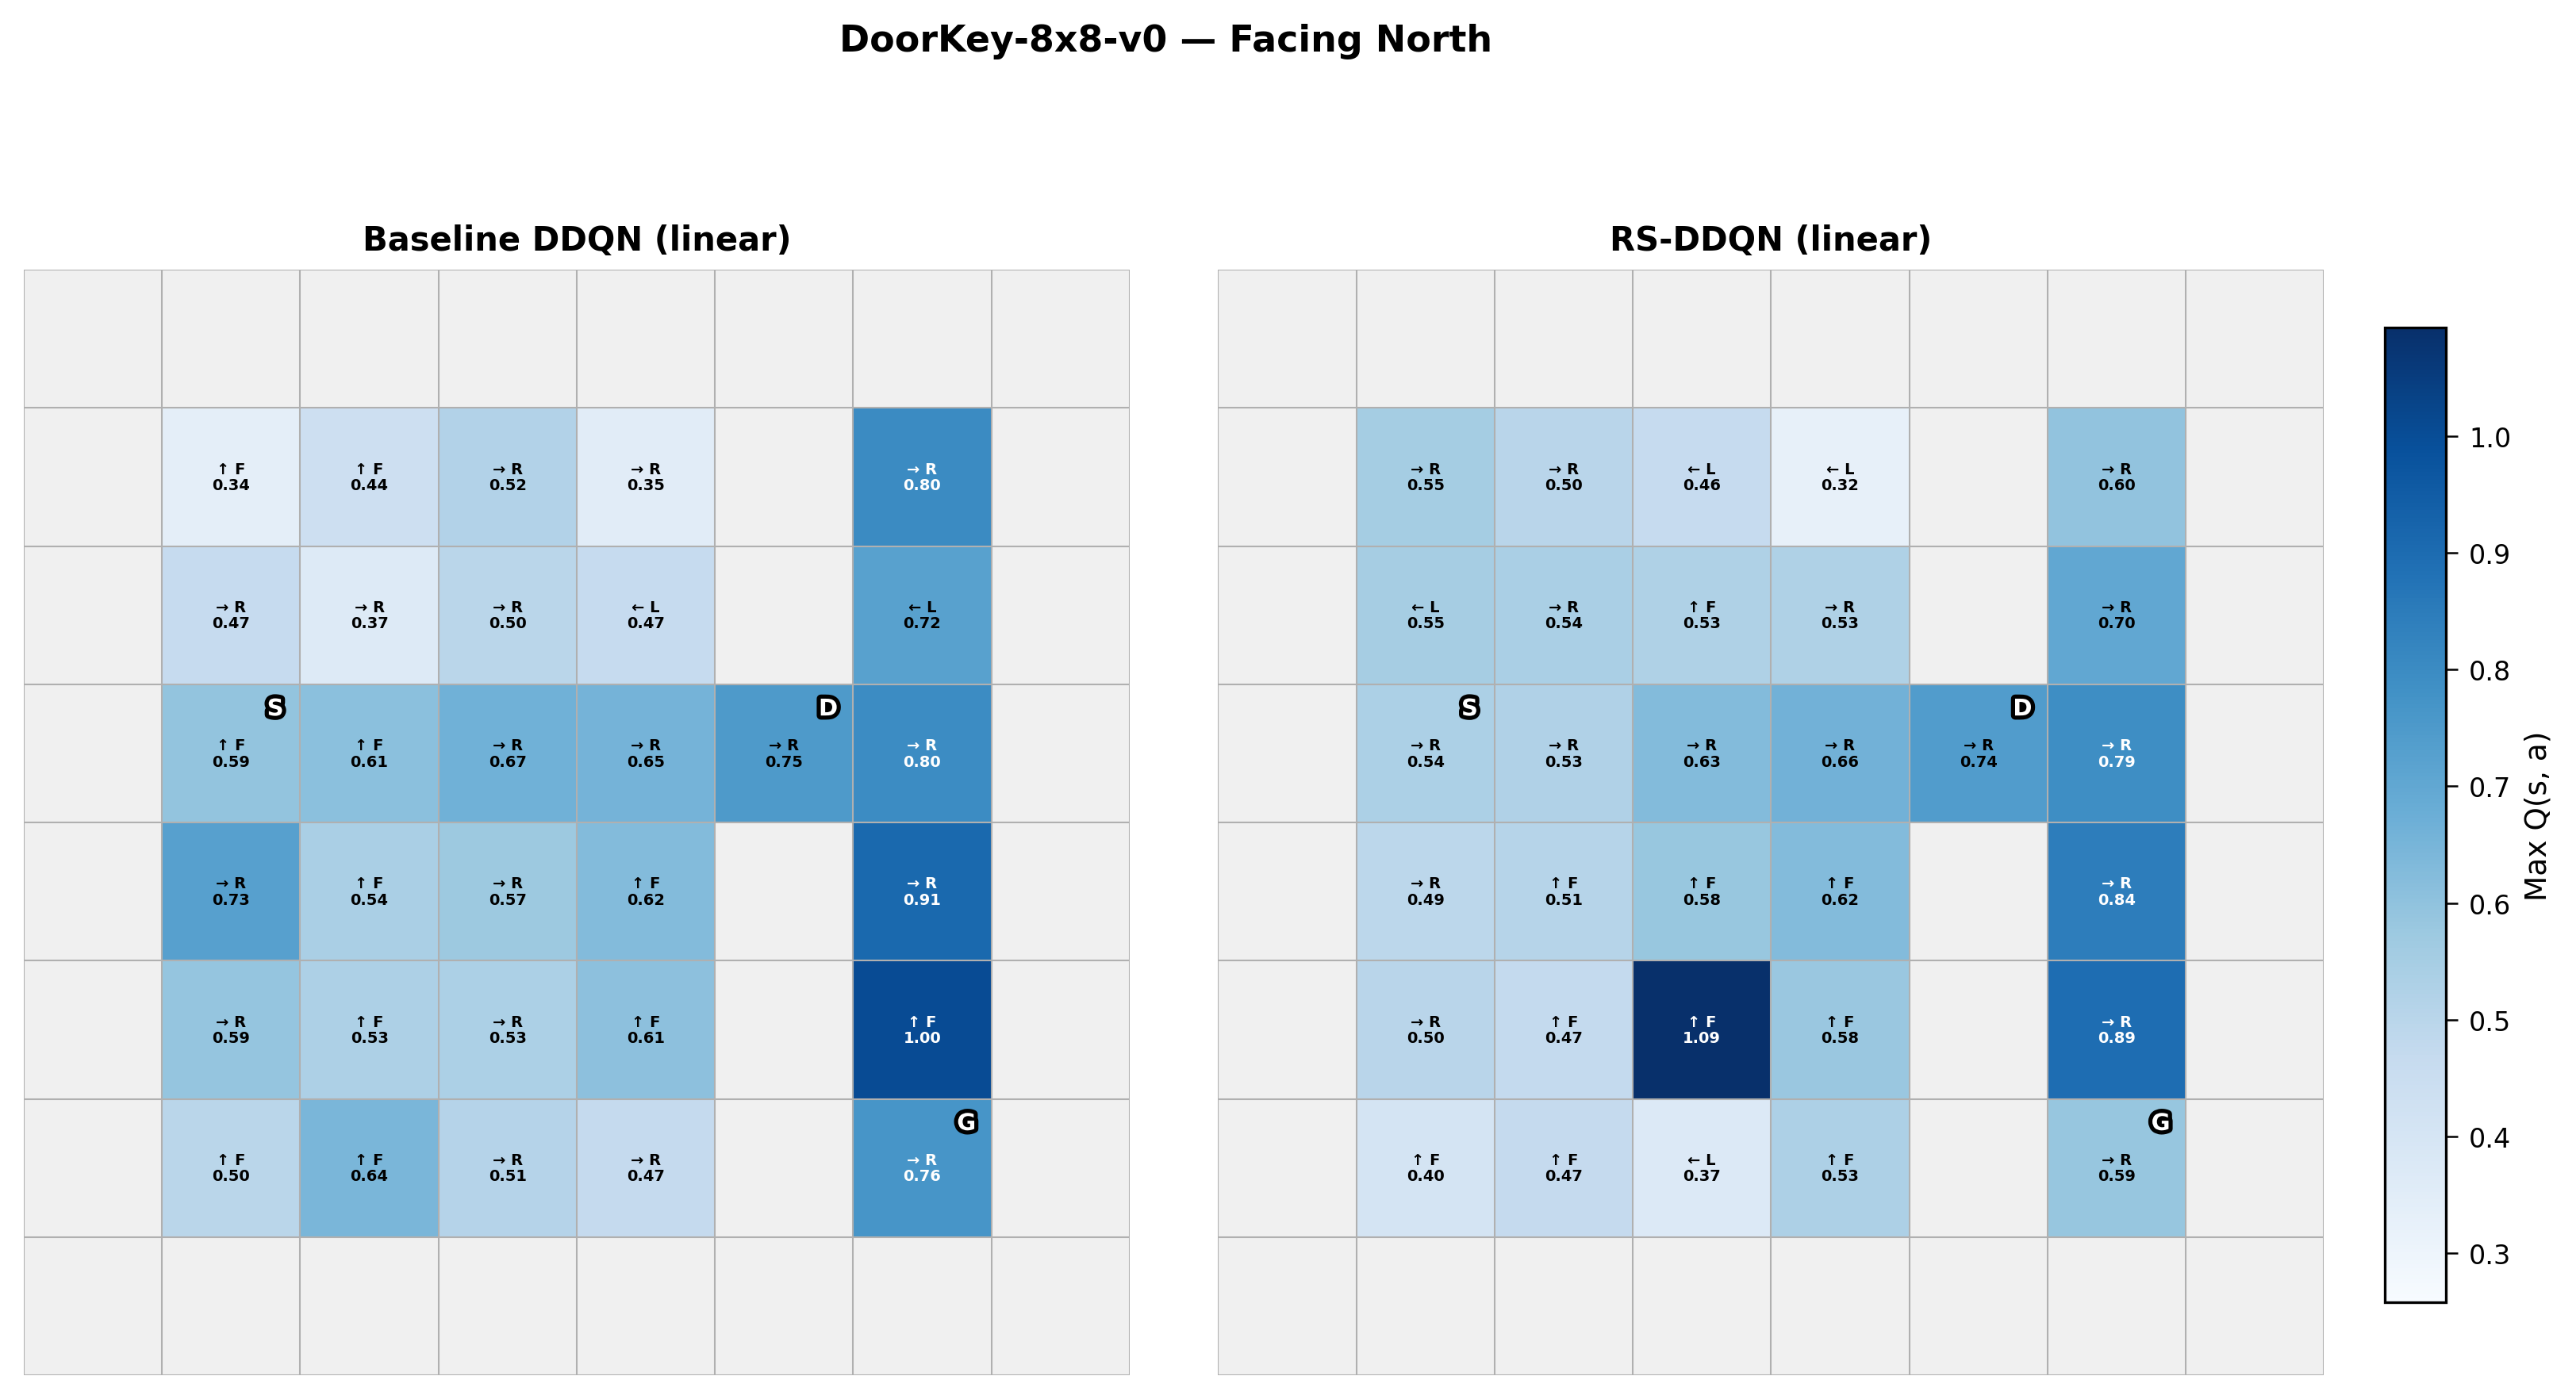 DoorKey-8x8-v0 — Facing North
Baseline DDQN (linear)
↑ F
0.34
↑ F
0.44
→ R
0.52
→ R
0.35
→ R
0.80
→ R
0.47
→ R
0.37
→ R
0.50
← L
0.47
← L
0.72
S
↑ F
0.59
↑ F
0.61
→ R
0.67
→ R
0.65
D
→ R
0.75
→ R
0.80
→ R
0.73
↑ F
0.54
→ R
0.57
↑ F
0.62
→ R
0.91
→ R
0.59
↑ F
0.53
→ R
0.53
↑ F
0.61
↑ F
1.00
↑ F
0.50
↑ F
0.64
→ R
0.51
→ R
0.47
G
→ R
0.76
RS-DDQN (linear)
→ R
0.55
→ R
0.50
← L
0.46
← L
0.32
→ R
0.60
← L
0.55
→ R
0.54
↑ F
0.53
→ R
0.53
→ R
0.70
S
→ R
0.54
→ R
0.53
→ R
0.63
→ R
0.66
D
→ R
0.74
→ R
0.79
→ R
0.49
↑ F
0.51
↑ F
0.58
↑ F
0.62
→ R
0.84
→ R
0.50
↑ F
0.47
↑ F
1.09
↑ F
0.58
→ R
0.89
↑ F
0.40
↑ F
0.47
← L
0.37
↑ F
0.53
G
→ R
0.59
1.0
0.9
0.8
0.7
0.6
0.5
0.4
0.3
Max Q(s, a)